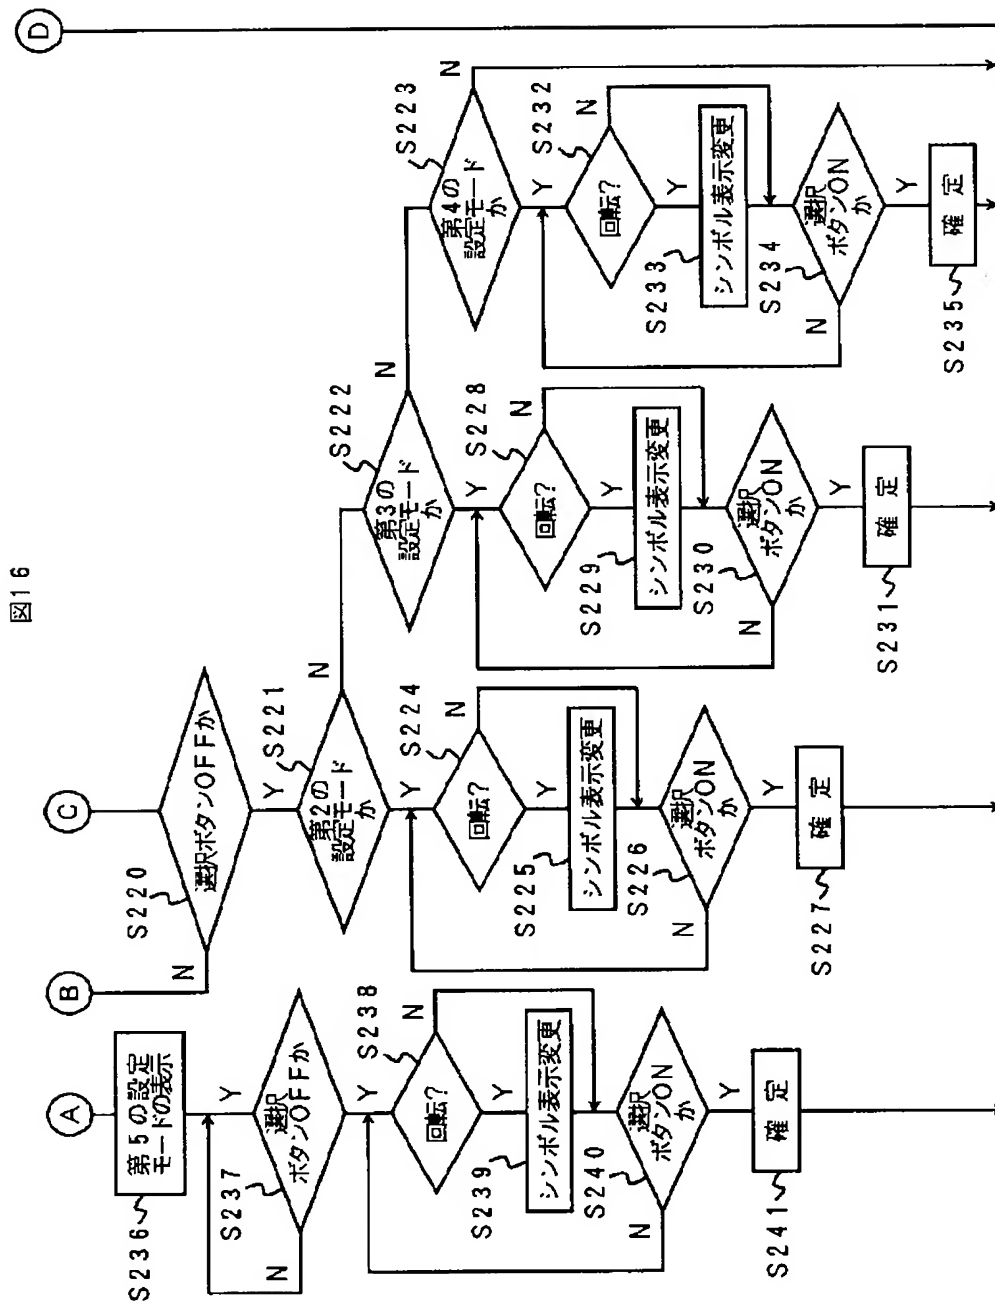 図16
A
B
C
D
S236
第5の設定
モードの表示
S237
選択
ボタンOFFか
Y
N
S238
回転?
Y
N
S239
シンボル表示変更
S240
選択
ボタンON
か
Y
N
S241
確定
S220
選択ボタンOFFか
Y
N
S221
第2の
設定モード
か
Y
N
S224
回転?
Y
N
S225
シンボル表示変更
S226
選択
ボタンON
か
Y
N
S227
確定
S222
第3の
設定モード
か
Y
N
S228
回転?
Y
N
S229
シンボル表示変更
S230
選択
ボタンON
か
Y
N
S231
確定
S223
第4の
設定モード
か
Y
N
S232
回転?
Y
N
S233
シンボル表示変更
S234
選択
ボタンON
か
Y
N
S235
確定